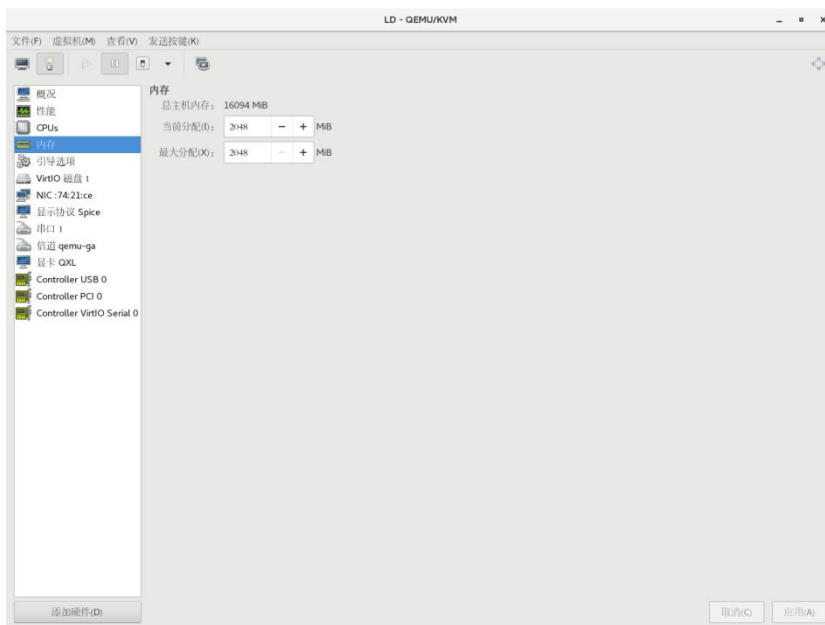 LD - QEMU/KVM
文件(F) 虚拟机(M) 查看(V) 发送按键(K)
概况
性能
CPUs
内存
引导选项
VirtIO 磁盘 1
NIC :74:21:ce
显示协议 Spice
串口 1
信道 qemu-ga
显卡 QXL
Controller USB 0
Controller PCI 0
Controller VirtIO Serial 0
添加硬件(D)
内存
总主机内存： 16094 MiB
当前分配(I)： 2048 − + MiB
最大分配(X)： 2048 − + MiB
取消(C) 应用(A)